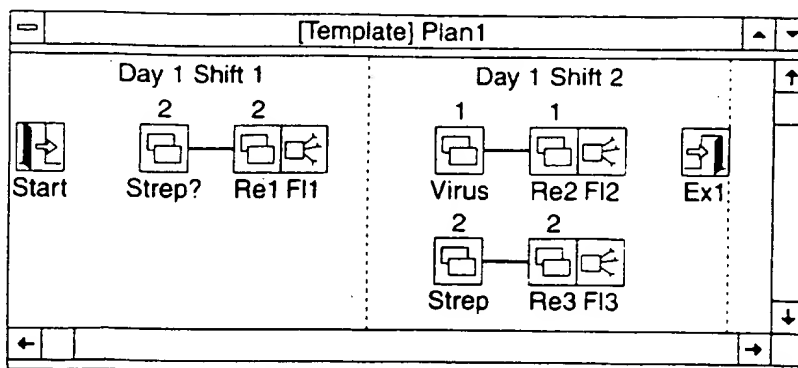 [Template] Plan1
Day 1 Shift 1 Day 1 Shift 2
2 2 1 1
Start Strep? Re1 Fl1 Virus Re2 Fl2 Ex1
2 2
Strep Re3 Fl3